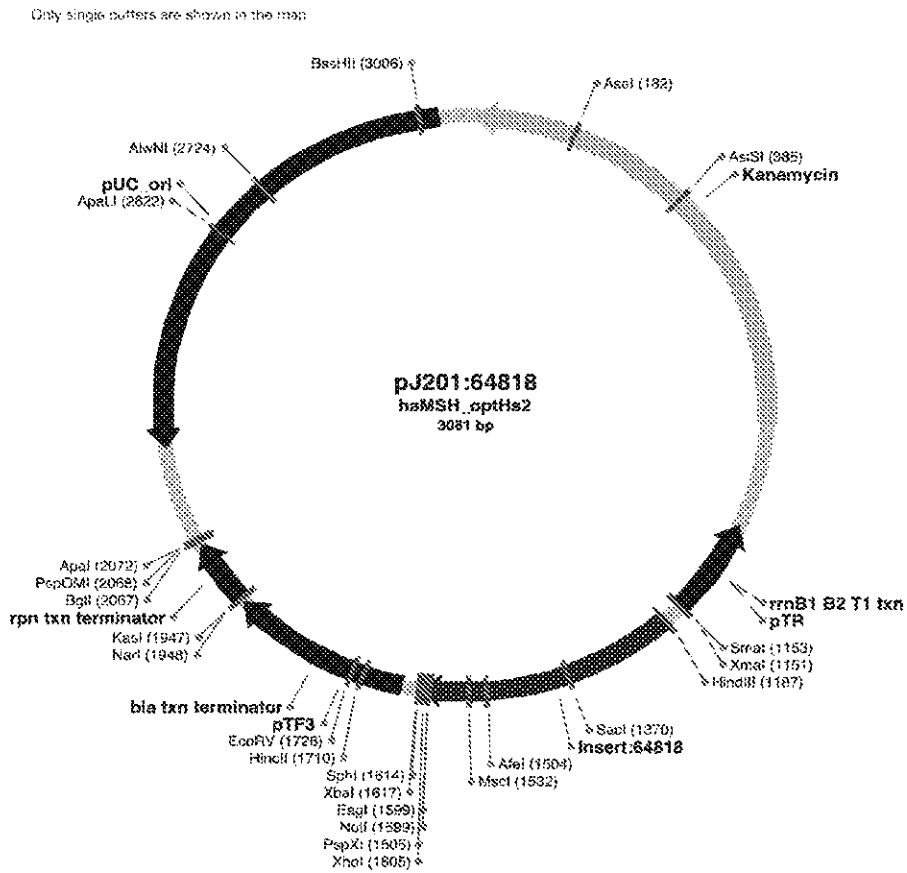 Only single cutters are shown in the map
BssHII (3006)
AseI (182)
AlwNI (2724)
AsiSI (385)
pUC_ori
Kanamycin
ApaLI (2622)
pJ201:64818
haMSH_optHs2
3081 bp
ApaI (2072)
PspOMI (2068)
BglI (2067)
rpn txn terminator
KasI (1947)
NarI (1948)
rrnB1 B2 T1 txn
pTR
SmaI (1153)
XmaI (1151)
HindIII (1187)
bla txn terminator
pTF3
EcoRV (1726)
HincII (1710)
SacI (1370)
Insert:64818
AfeI (1504)
MscI (1532)
SphI (1614)
XbaI (1617)
EagI (1599)
NotI (1599)
PspXI
XhoI (1605)